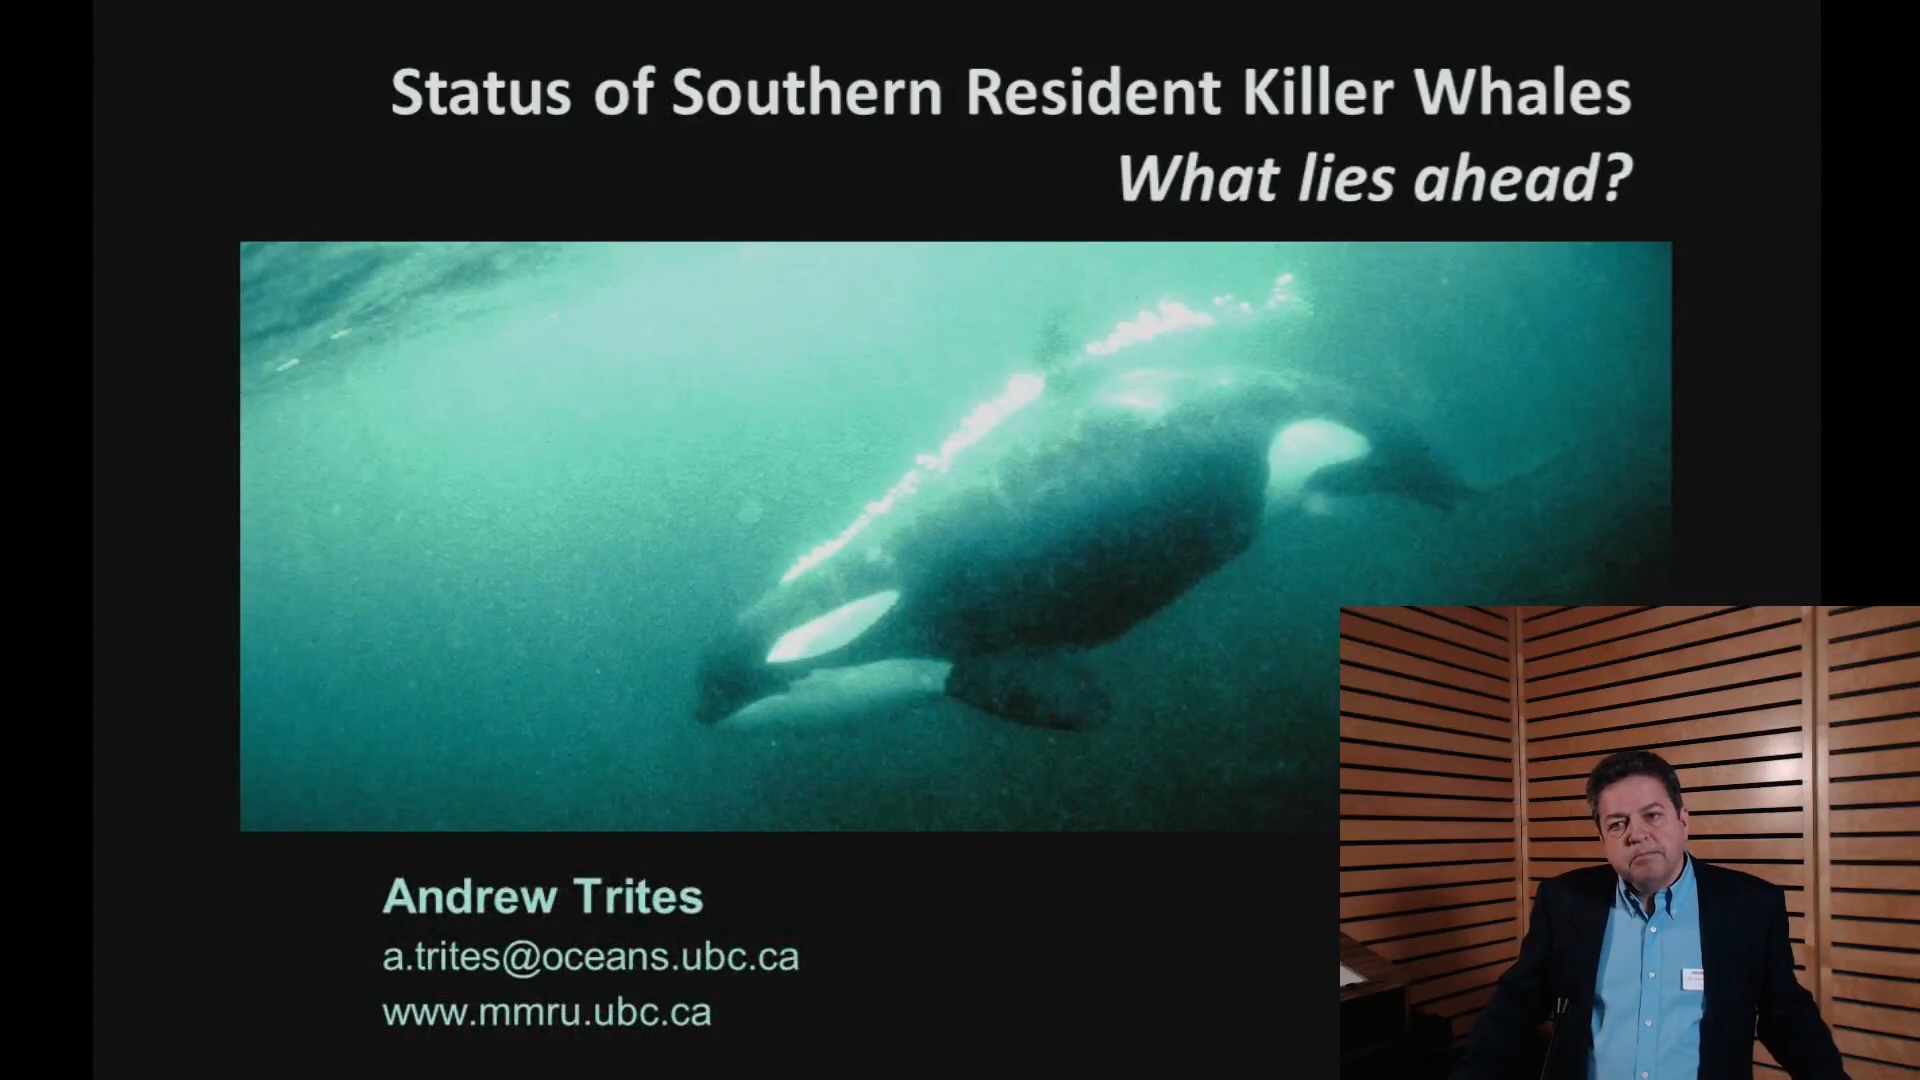 Status of Southern Resident Killer Whales
What lies ahead?
Andrew Trites
a.trites@oceans.ubc.ca
www.mmru.ubc.ca